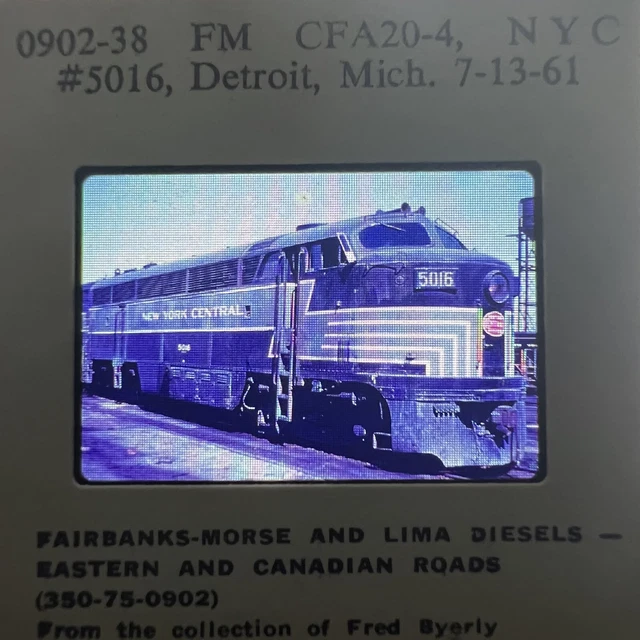 0902-38 FM CFA20-4, NYC
#5016, Detroit, Mich. 7-13-61
5016
NEW YORK CENTRAL
FAIRBANKS-MORSE AND LIMA DIESELS —
EASTERN AND CANADIAN ROADS
(350-75-0902)
From the collection of Fred Byerly